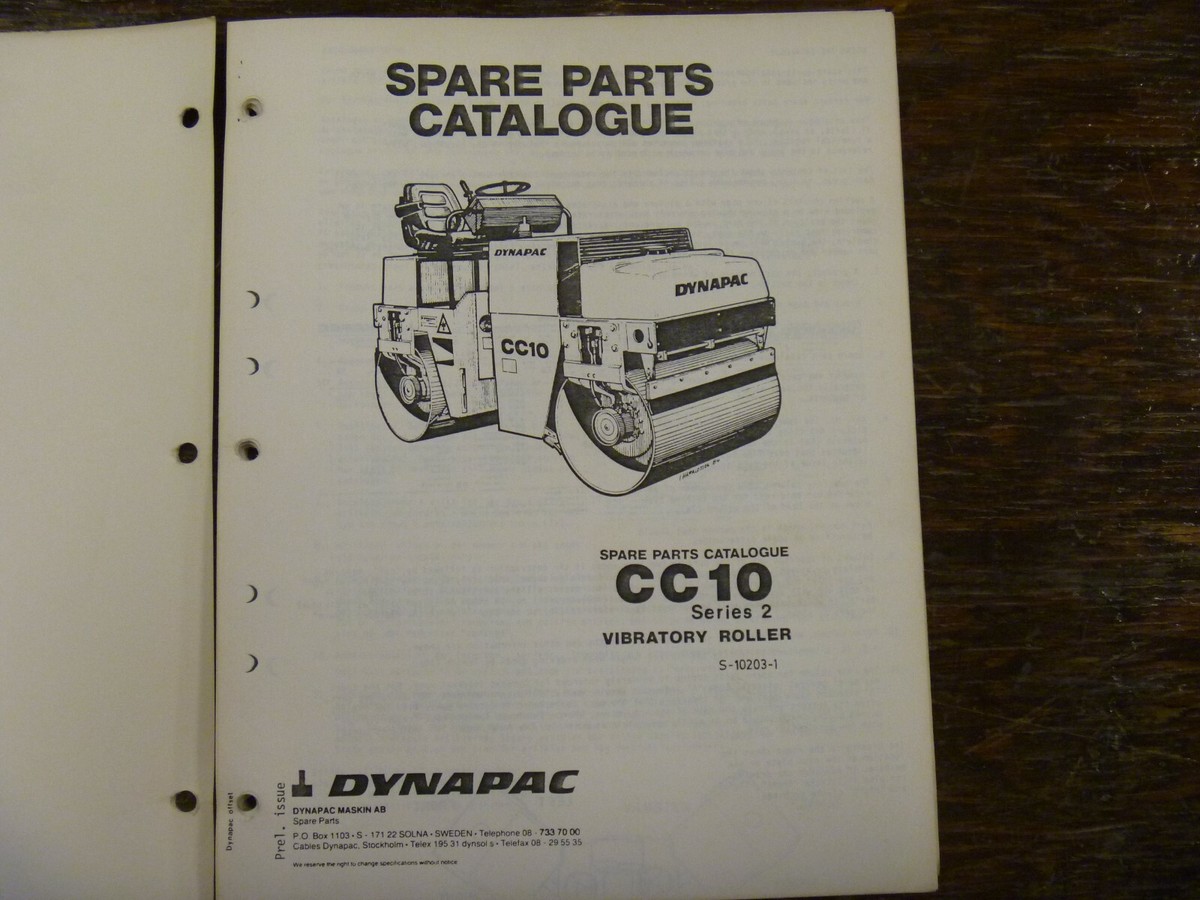 SPARE PARTS
CATALOGUE
DYNAPAC
DYNAPAC
CC10
SPARE PARTS CATALOGUE
CC10
Series 2
VIBRATORY ROLLER
S-10203-1
DYNAPAC
DYNAPAC MASKIN AB
Spare Parts
P.O. Box 1103 • S - 171 22 SOLNA • SWEDEN • Telephone 08 - 733 70 00
Cables Dynapac, Stockholm • Telex 195 31 dynsol s • Telefax 08 - 29 55 35
We reserve the right to change specifications without notice
Prel. issue
Dynapac offset